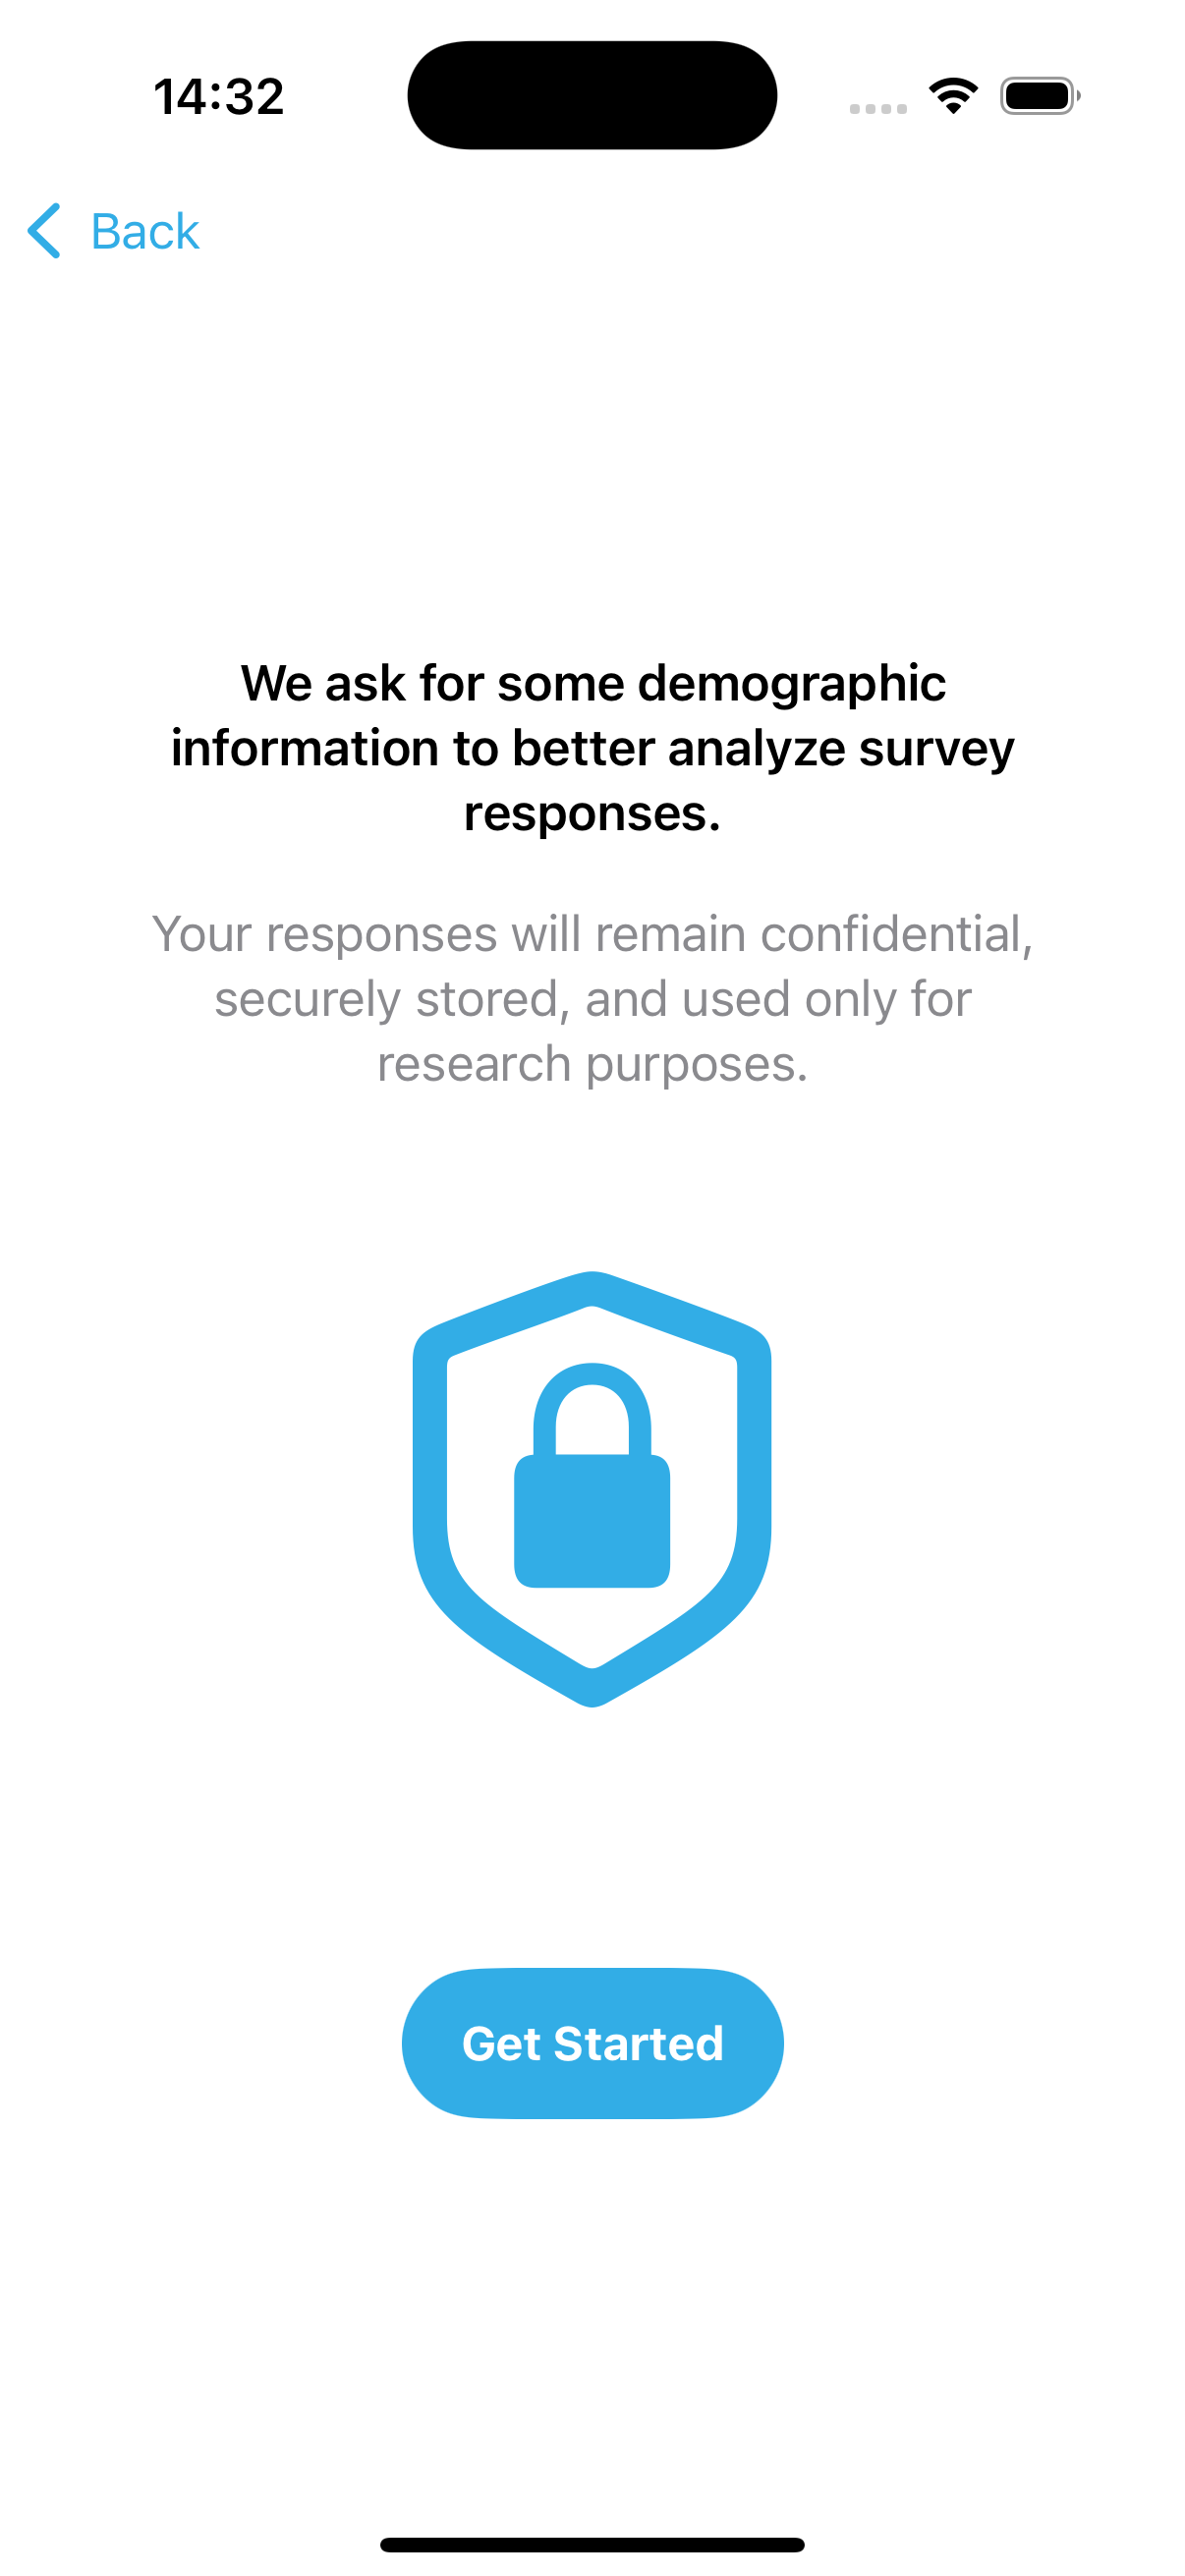 14:32
Back
We ask for some demographic
information to better analyze survey
responses.
Your responses will remain confidential,
securely stored, and used only for
research purposes.
Get Started